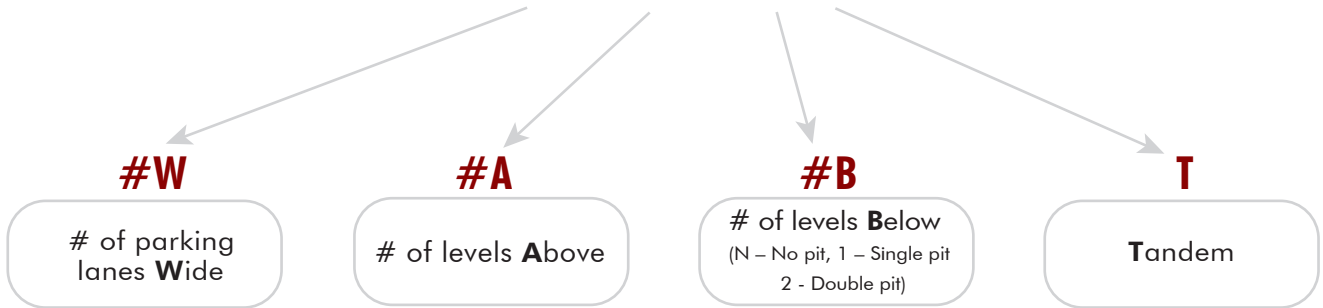 #W
# of parking
lanes Wide
#A
# of levels Above
#B
# of levels Below
(N – No pit, 1 – Single pit
2 - Double pit)
T
Tandem